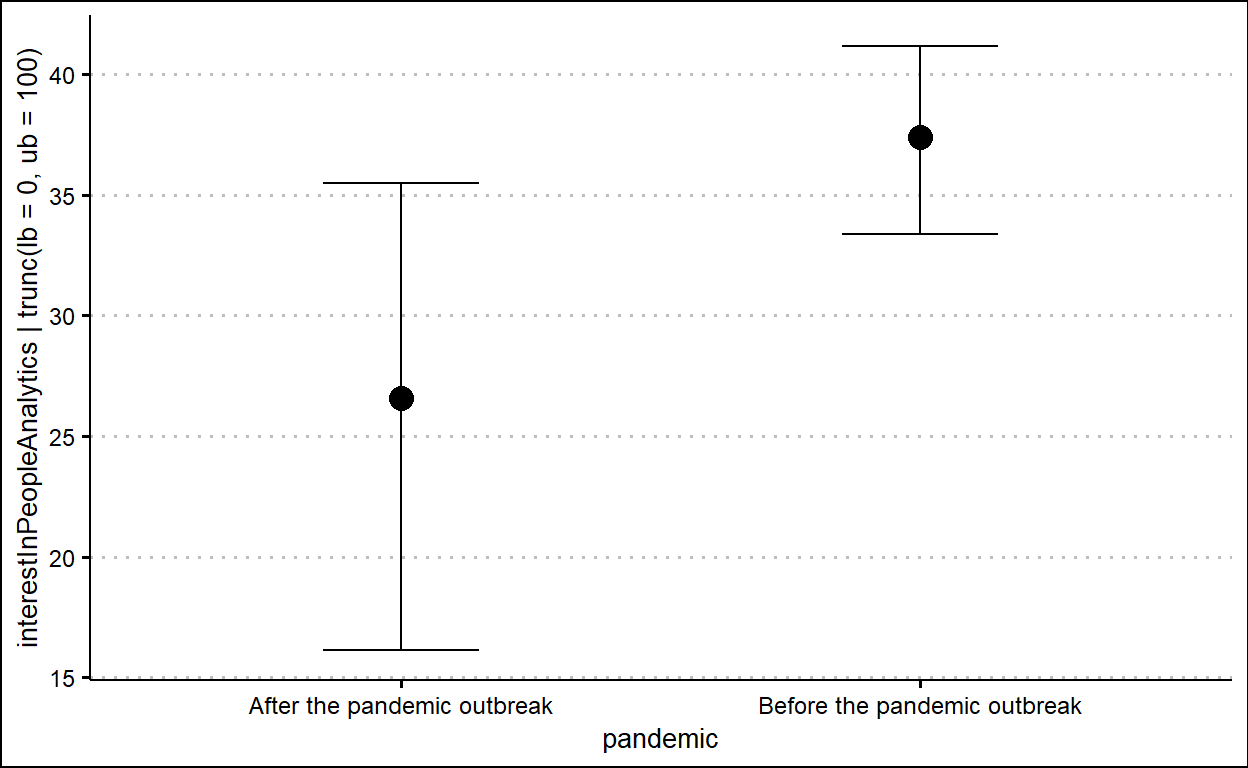 interestInPeopleAnalytics | trunc(lb = 0, ub = 100)
40
35
30
25
20
15
After the pandemic outbreak
Before the pandemic outbreak
pandemic